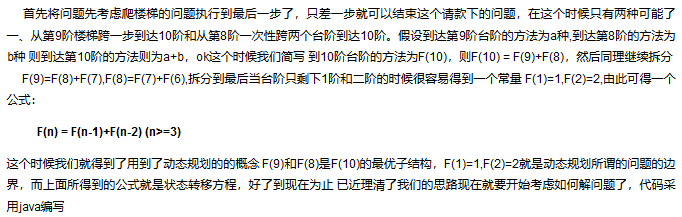 首先将问题先考虑爬楼梯的问题执行到最后一步了，只差一步就可以结束这个请款下的问题，在这个时候只有两种可能了
一、从第9阶楼梯跨一步到达10阶和从第8阶一次性跨两个台阶到达10阶。假设到达第9阶台阶的方法为a种,到达第8阶的方法为
b种 则到达第10阶的方法则为a+b，ok这个时候我们简写 到10阶台阶的方法为F(10)，则F(10) = F(9)+F(8)，然后同理继续拆分
F(9)=F(8)+F(7),F(8)=F(7)+F(6),拆分到最后当台阶只剩下1阶和二阶的时候很容易得到一个常量 F(1)=1,F(2)=2,由此可得一个
公式：
F(n) = F(n-1)+F(n-2) (n>=3)
这个时候我们就得到了用到了动态规划的的概念 F(9)和F(8)是F(10)的最优子结构，F(1)=1,F(2)=2就是动态规划所谓的问题的边
界，而上面所得到的公式就是状态转移方程，好了到现在为止 已近理清了我们的思路现在就要开始考虑如何解问题了，代码采
用java编写